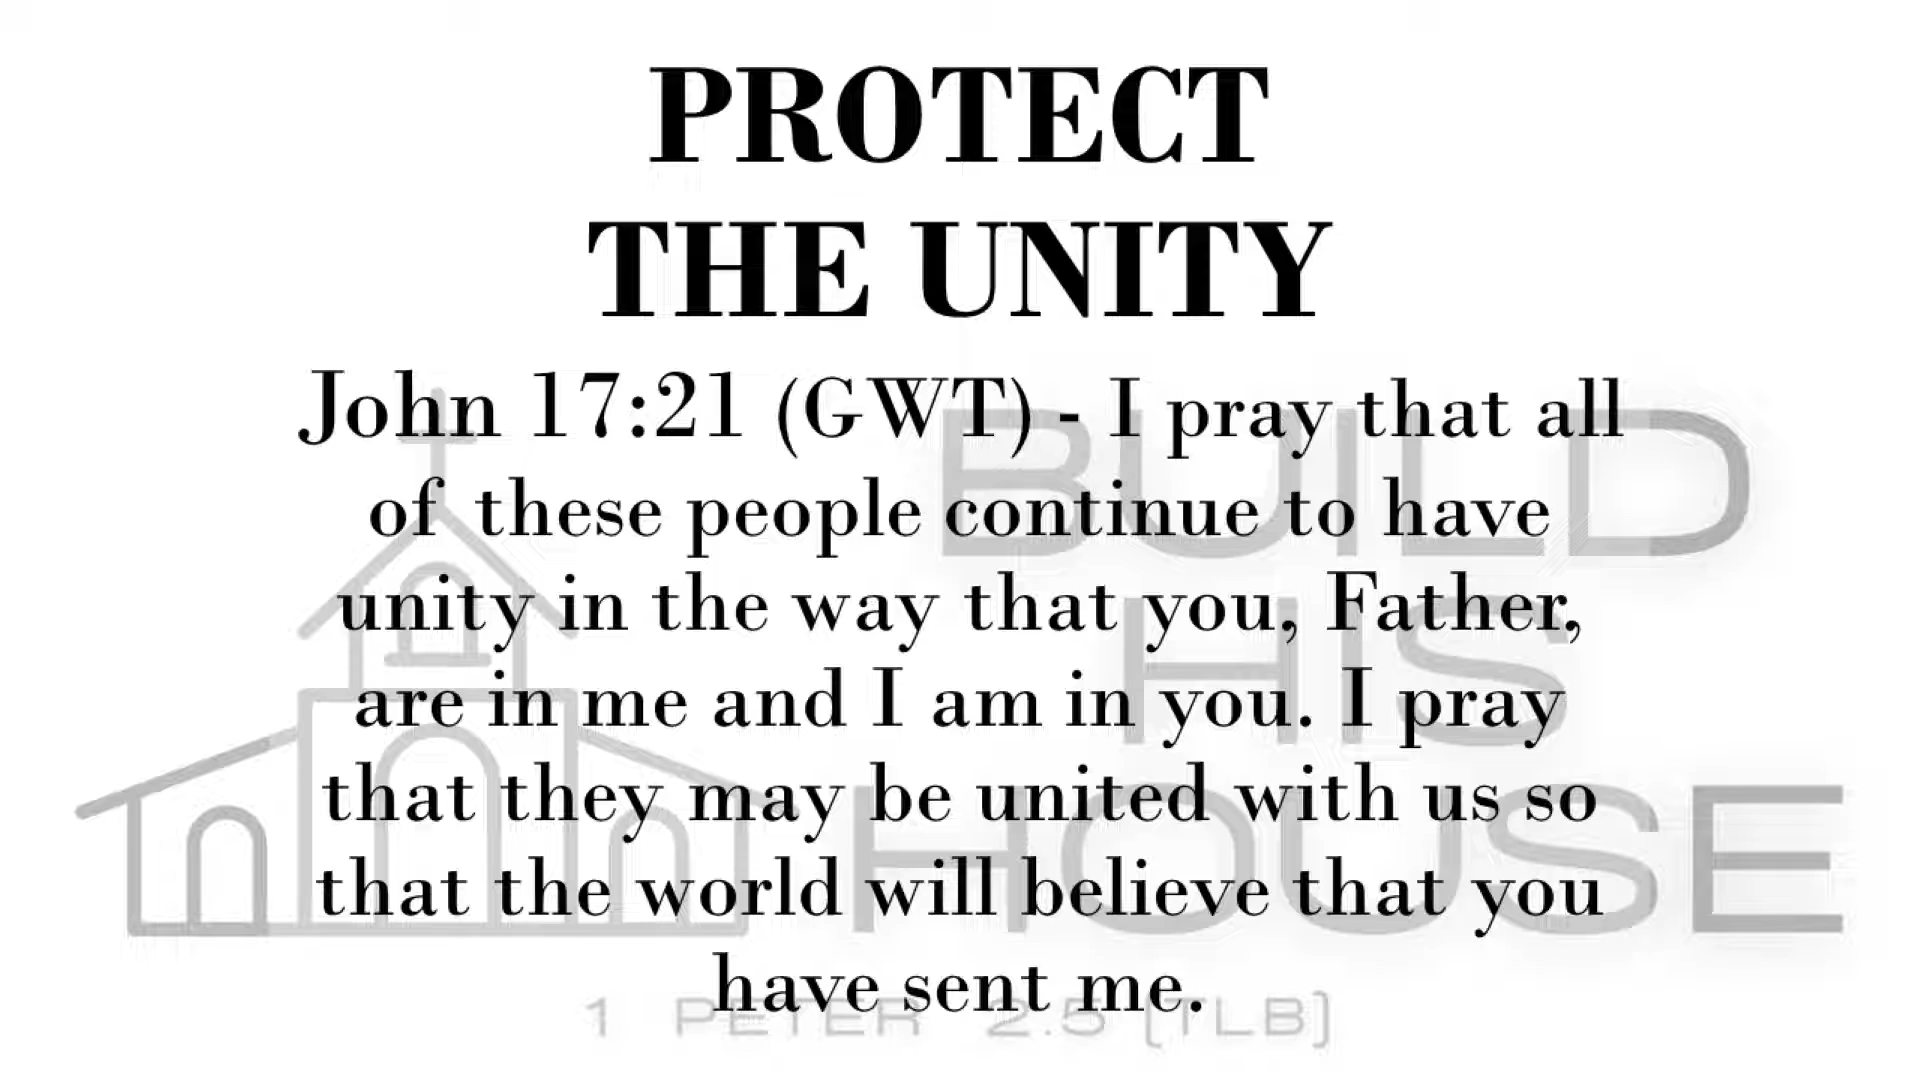 PROTECT
THE UNITY
John 17:21 (GWT) - I pray that all
of these people continue to have
unity in the way that you, Father,
are in me and I am in you. I pray
that they may be united with us so
that the world will believe that you
have sent me.
BUILD
HIS
HOUSE
1 PETER 2:5 (TLB)